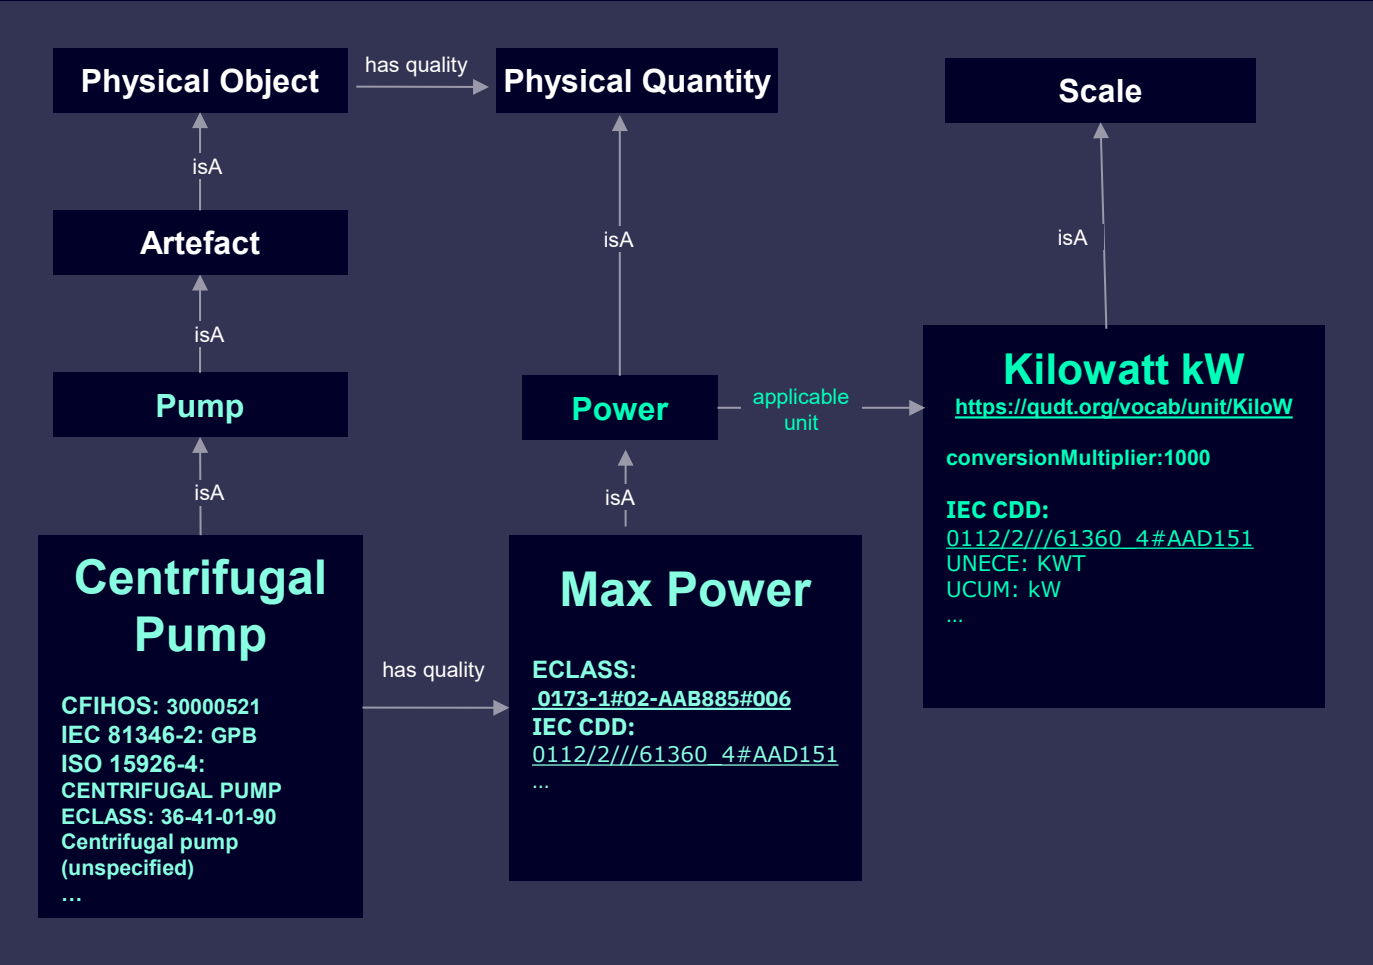 Physical Object
has quality
Physical Quantity
Scale
isA
Artefact
isA
isA
isA
Pump
Power
applicable
unit
Kilowatt kW
https://qudt.org/vocab/unit/KiloW
conversionMultiplier:1000
IEC CDD:
0112/2///61360_4#AAD151
UNECE: KWT
UCUM: kW
...
isA
isA
Centrifugal
Pump
CFIHOS: 30000521
IEC 81346-2: GPB
ISO 15926-4:
CENTRIFUGAL PUMP
ECLASS: 36-41-01-90
Centrifugal pump
(unspecified)
...
has quality
Max Power
ECLASS:
0173-1#02-AAB885#006
IEC CDD:
0112/2///61360_4#AAD151
...